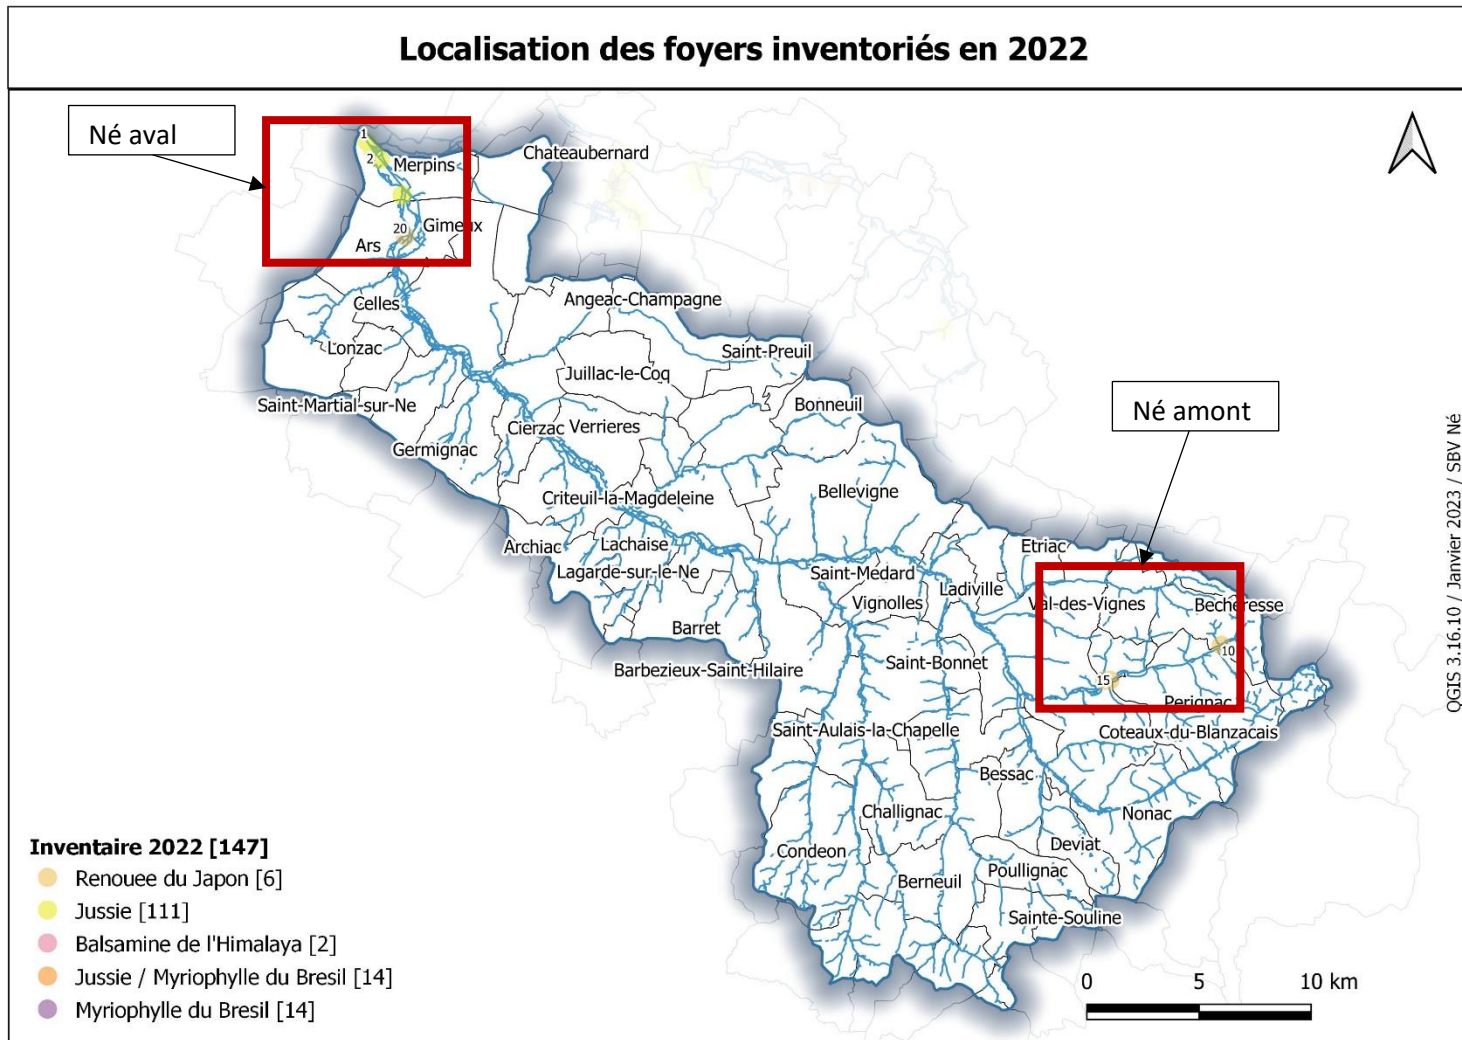 Localisation des foyers inventoriés en 2022
Né aval
1
2
Merpins
Chateaubernard
20
Gimeux
Ars
Celles
Angeac-Champagne
Lonzac
Saint-Preuil
Juillac-le-Coq
Saint-Martial-sur-Ne
Bonneuil
Né amont
Cierzac
Verrieres
Germignac
Bellevigne
Criteuil-la-Magdeleine
Archiac
Lachaise
Etriac
Lagarde-sur-le-Ne
Saint-Medard
Ladiville
Vignolles
Val-des-Vignes
Becheresse
Barret
10
Barbezieux-Saint-Hilaire
Saint-Bonnet
15
Perignac
Saint-Aulais-la-Chapelle
Coteaux-du-Blanzacais
Bessac
Challignac
Nonac
Condeon
Deviat
Berneuil
Poullignac
Sainte-Souline
QGIS 3.16.10 / Janvier 2023 / SBV Né
Inventaire 2022 [147]
Renouee du Japon [6]
Jussie [111]
Balsamine de l'Himalaya [2]
Jussie / Myriophylle du Bresil [14]
Myriophylle du Bresil [14]
0 5 10 km